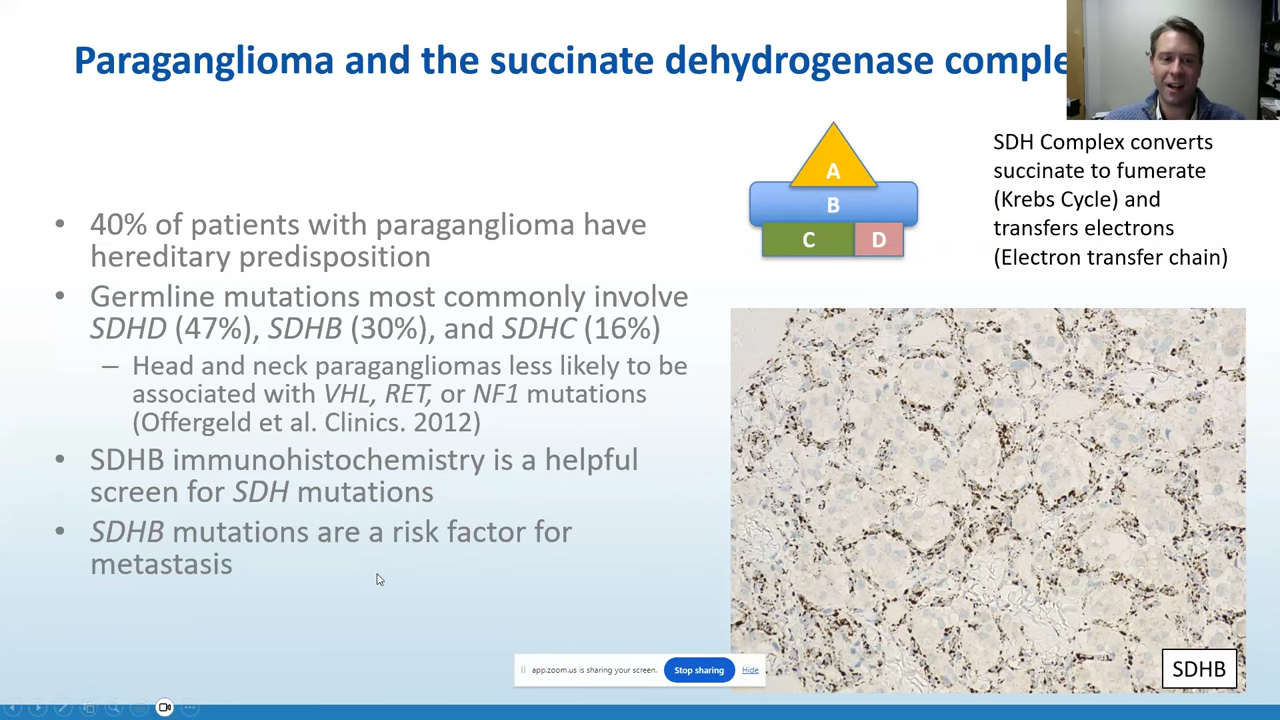 Paraganglioma and the succinate dehydrogenase comple
A
B
C D
SDH Complex converts
succinate to fumerate
(Krebs Cycle) and
transfers electrons
(Electron transfer chain)
• 40% of patients with paraganglioma have
hereditary predisposition
• Germline mutations most commonly involve
SDHD (47%), SDHB (30%), and SDHC (16%)
– Head and neck paragangliomas less likely to be
associated with VHL, RET, or NF1 mutations
(Offergeld et al. Clinics. 2012)
• SDHB immunohistochemistry is a helpful
screen for SDH mutations
• SDHB mutations are a risk factor for
metastasis
SDHB
app.zoom.us is sharing your screen. Stop sharing Hide